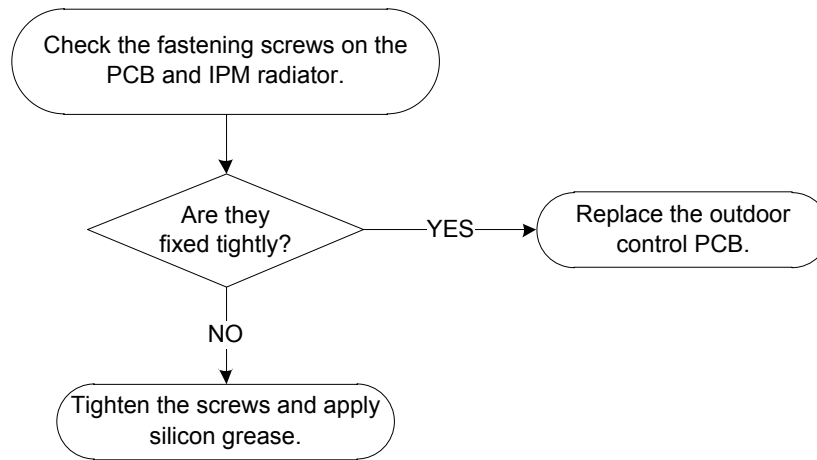 Check the fastening screws on the
PCB and IPM radiator.
Are they
fixed tightly?
YES
Replace the outdoor
control PCB.
NO
Tighten the screws and apply
silicon grease.